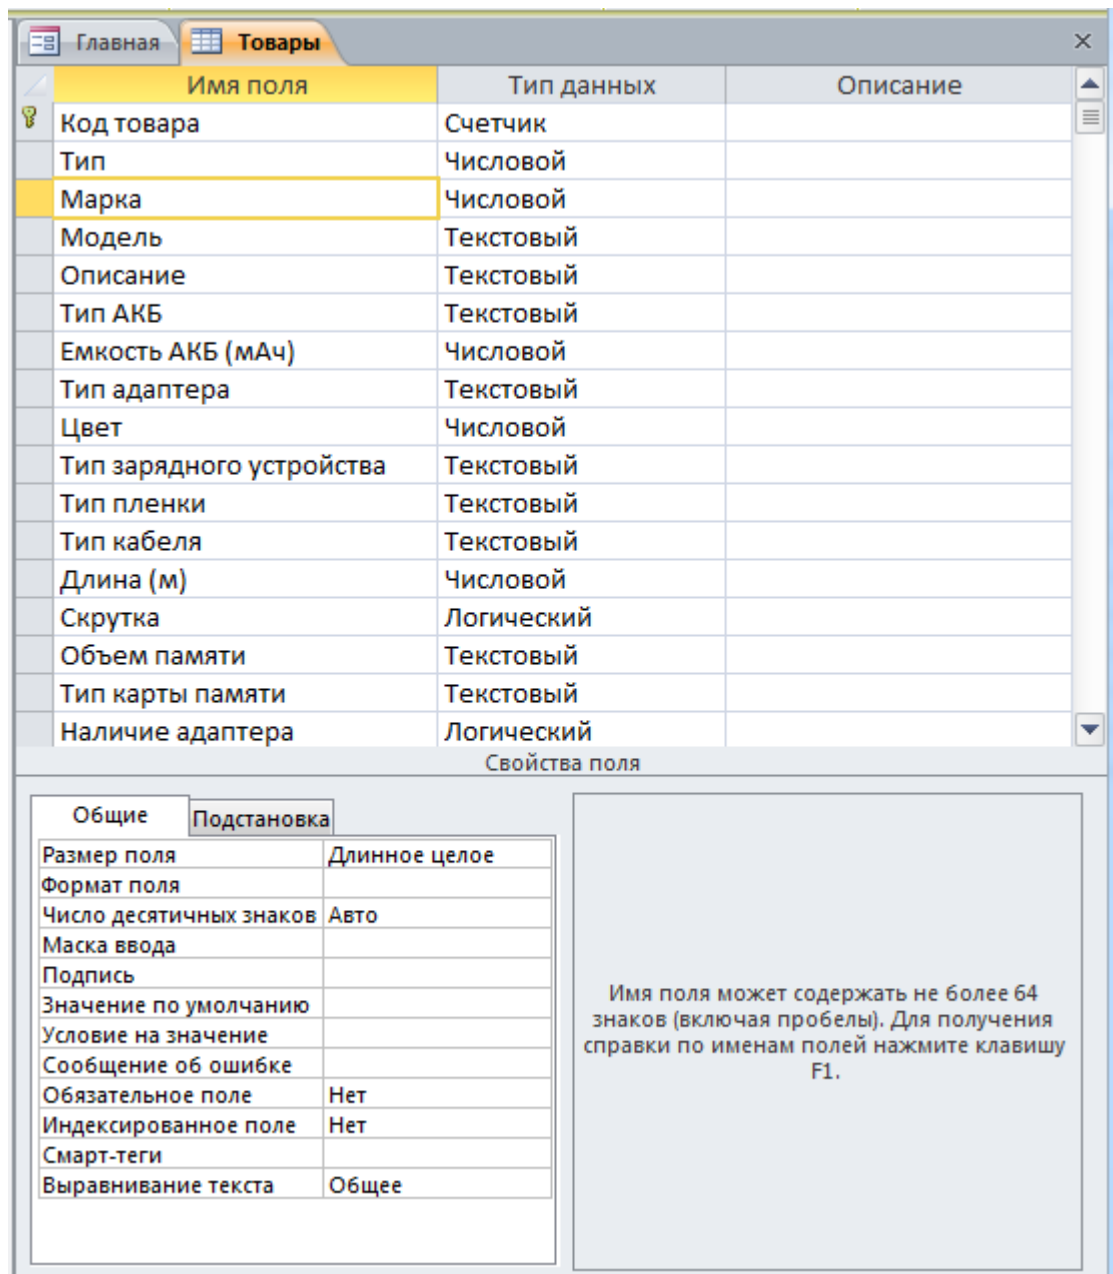 Главная Товары
Имя поля Тип данных Описание
Код товара Счетчик
Тип Числовой
Марка Числовой
Модель Текстовый
Описание Текстовый
Тип АКБ Текстовый
Емкость АКБ (мАч) Числовой
Тип адаптера Текстовый
Цвет Числовой
Тип зарядного устройства Текстовый
Тип пленки Текстовый
Тип кабеля Текстовый
Длина (м) Числовой
Скрутка Логический
Объем памяти Текстовый
Тип карты памяти Текстовый
Наличие адаптера Логический
Свойства поля
Общие Подстановка
Размер поля Длинное целое
Формат поля
Число десятичных знаков Авто
Маска ввода
Подпись
Значение по умолчанию
Условие на значение
Сообщение об ошибке
Обязательное поле Нет
Индексированное поле Нет
Смарт-теги
Выравнивание текста Общее
Имя поля может содержать не более 64
знаков (включая пробелы). Для получения
справки по именам полей нажмите клавишу
F1.